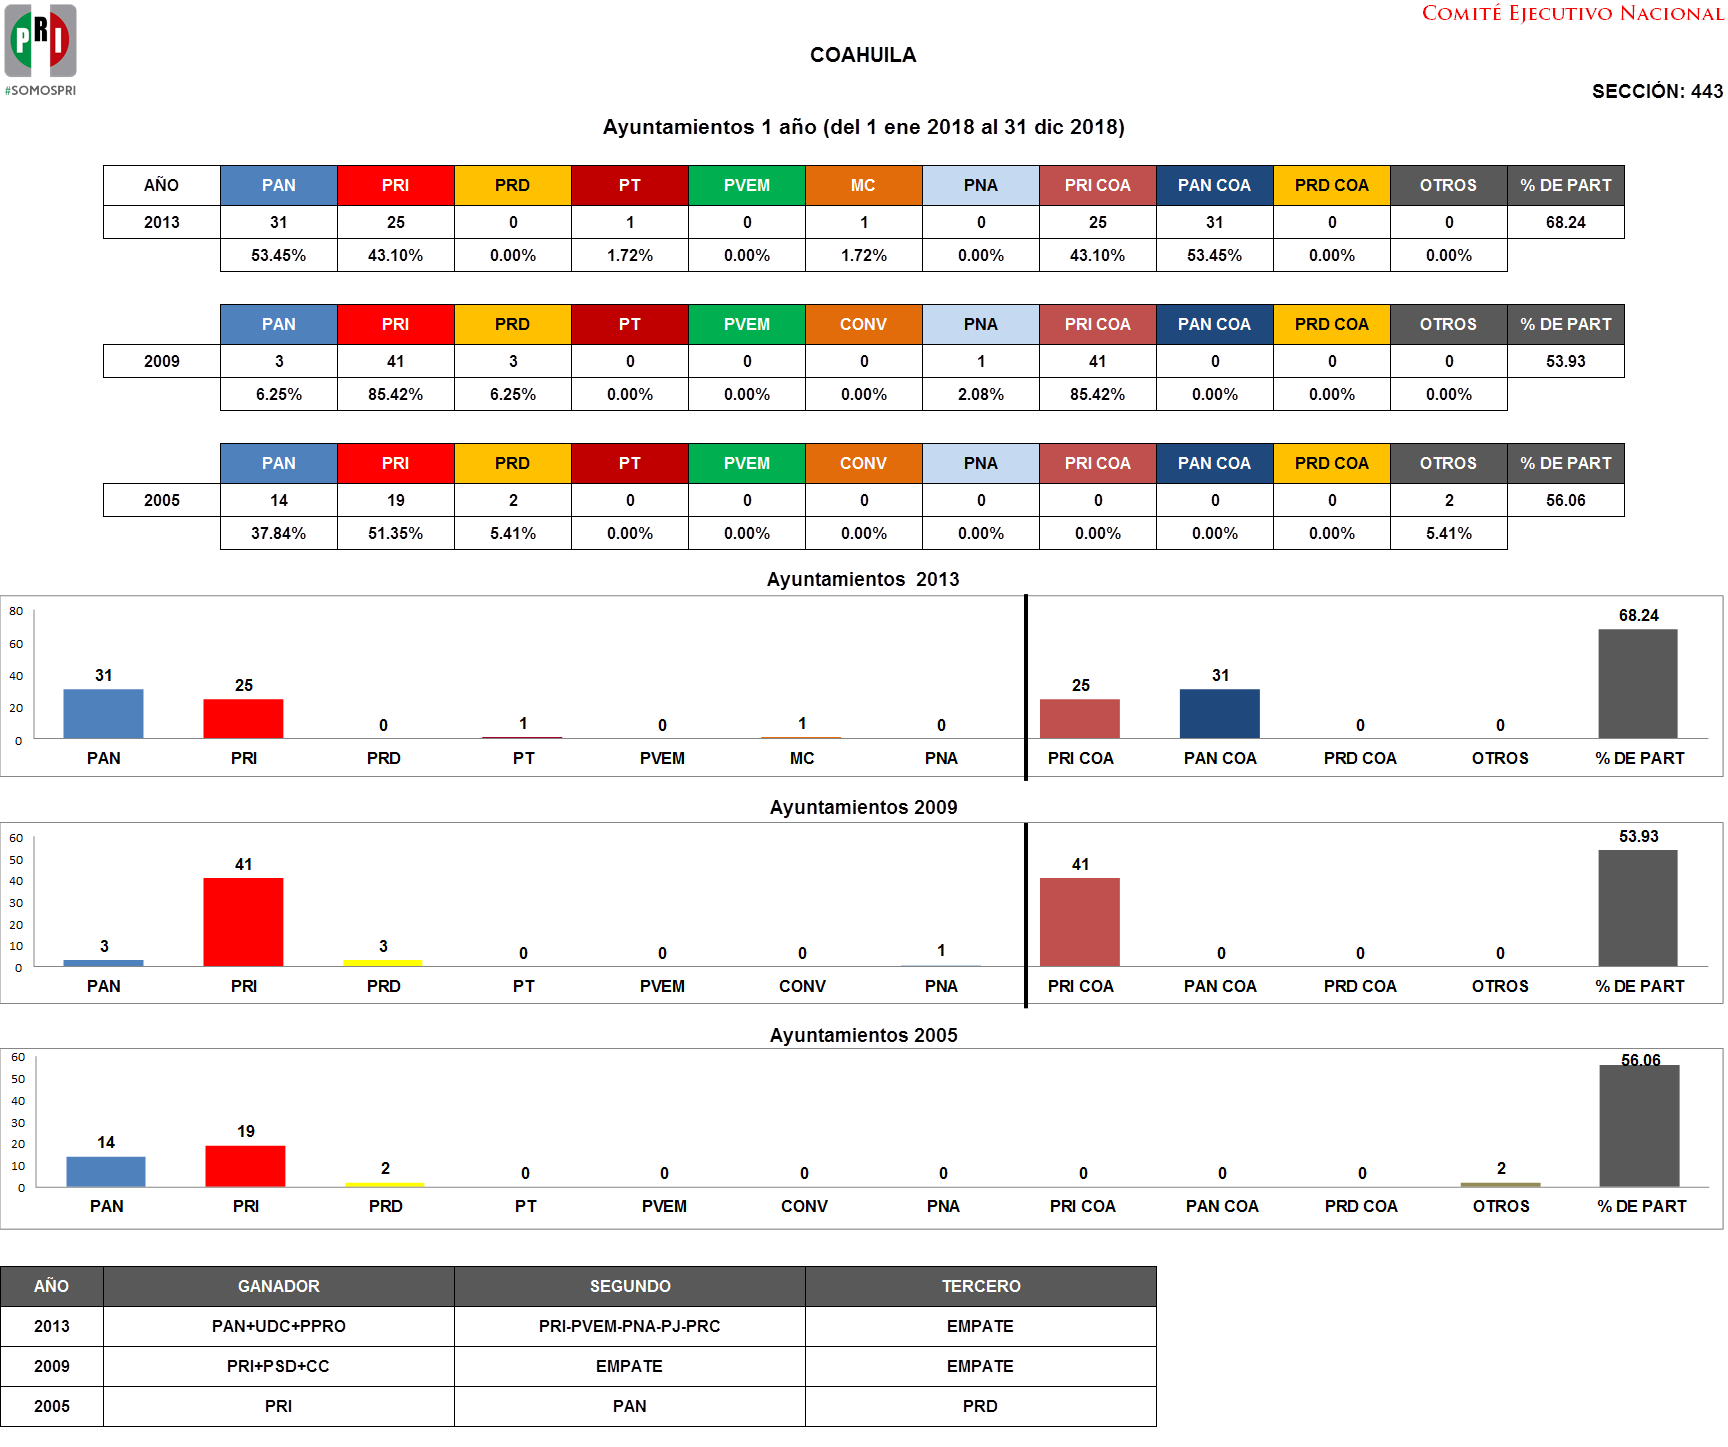 COMITÉ EJECUTIVO NACIONAL
PRI
#SOMOSPRI
COAHUILA
SECCIÓN: 443
Ayuntamientos 1 año (del 1 ene 2018 al 31 dic 2018)
AÑO PAN PRI PRD PT PVEM MC PNA PRI COA PAN COA PRD COA OTROS % DE PART
2013 31 25 0 1 0 1 0 25 31 0 0 68.24
53.45% 43.10% 0.00% 1.72% 0.00% 1.72% 0.00% 43.10% 53.45% 0.00% 0.00%
PAN PRI PRD PT PVEM CONV PNA PRI COA PAN COA PRD COA OTROS % DE PART
2009 3 41 3 0 0 0 1 41 0 0 0 53.93
6.25% 85.42% 6.25% 0.00% 0.00% 0.00% 2.08% 85.42% 0.00% 0.00% 0.00%
PAN PRI PRD PT PVEM CONV PNA PRI COA PAN COA PRD COA OTROS % DE PART
2005 14 19 2 0 0 0 0 0 0 0 2 56.06
37.84% 51.35% 5.41% 0.00% 0.00% 0.00% 0.00% 0.00% 0.00% 0.00% 5.41%
Ayuntamientos 2013
80
60
40
20
0
31 25 0 1 0 1 0 25 31 0 0 68.24
PAN PRI PRD PT PVEM MC PNA PRI COA PAN COA PRD COA OTROS % DE PART
Ayuntamientos 2009
60
50
40
30
20
10
0
3 41 3 0 0 0 1 41 0 0 0 53.93
PAN PRI PRD PT PVEM CONV PNA PRI COA PAN COA PRD COA OTROS % DE PART
Ayuntamientos 2005
60
50
40
30
20
10
0
14 19 2 0 0 0 0 0 0 0 2 56.06
PAN PRI PRD PT PVEM CONV PNA PRI COA PAN COA PRD COA OTROS % DE PART
AÑO GANADOR SEGUNDO TERCERO
2013 PAN+UDC+PPRO PRI-PVEM-PNA-PJ-PRC EMPATE
2009 PRI+PSD+CC EMPATE EMPATE
2005 PRI PAN PRD